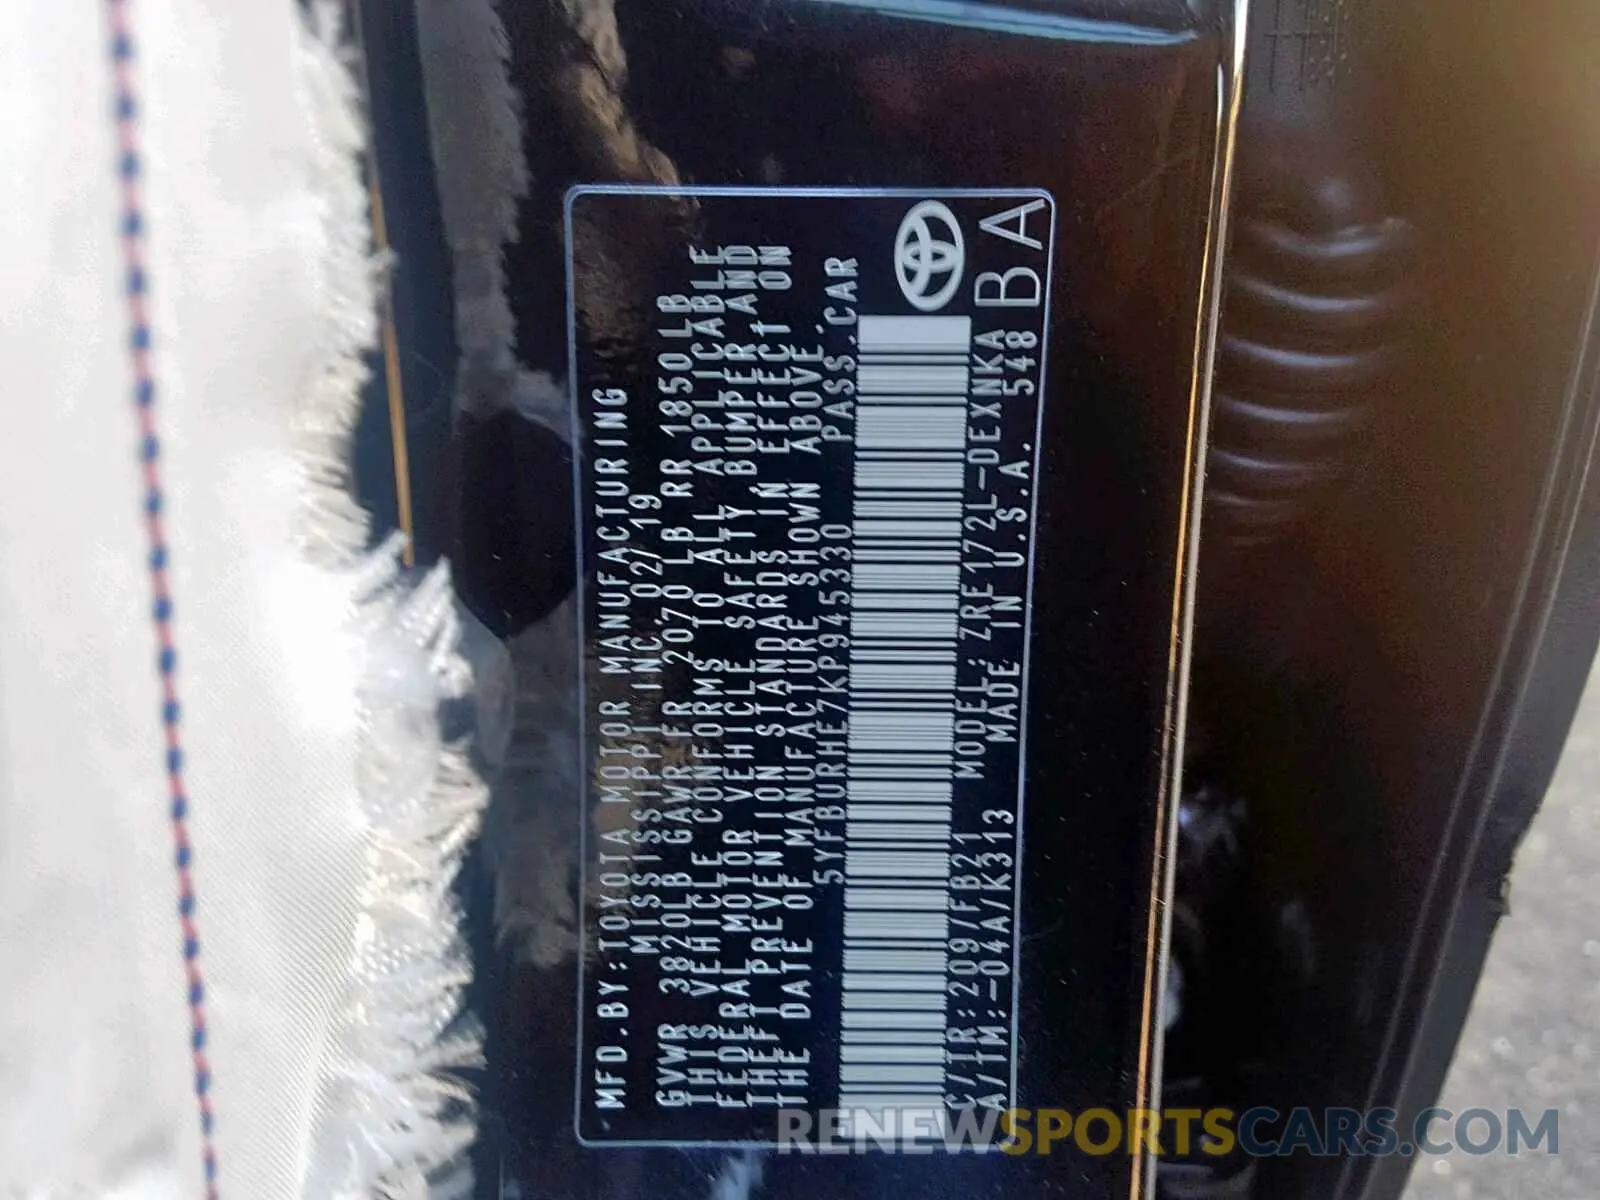 MFD.BY:TOYOTA MOTOR MANUFACTURING
MISSISSIPPI INC. 02/19
GVWR 3820LB GAWR FR 2070 LB RR 1850LB
THIS VEHICLE CONFORMS TO ALL APPLICABLE
FEDERAL MOTOR VEHICLE SAFETY, BUMPER, AND
THEFT PREVENTION STANDARDS IN EFFECT ON
THE DATE OF MANUFACTURE SHOWN ABOVE.
5YFBURHE7KP945330 PASS.CAR
C/TR:209/FB21 MODEL:ZRE172L-DEXNKA
A/TM:-04A/K313 MADE IN U.S.A. 548
BA
RENEWSPORTSCARS.COM